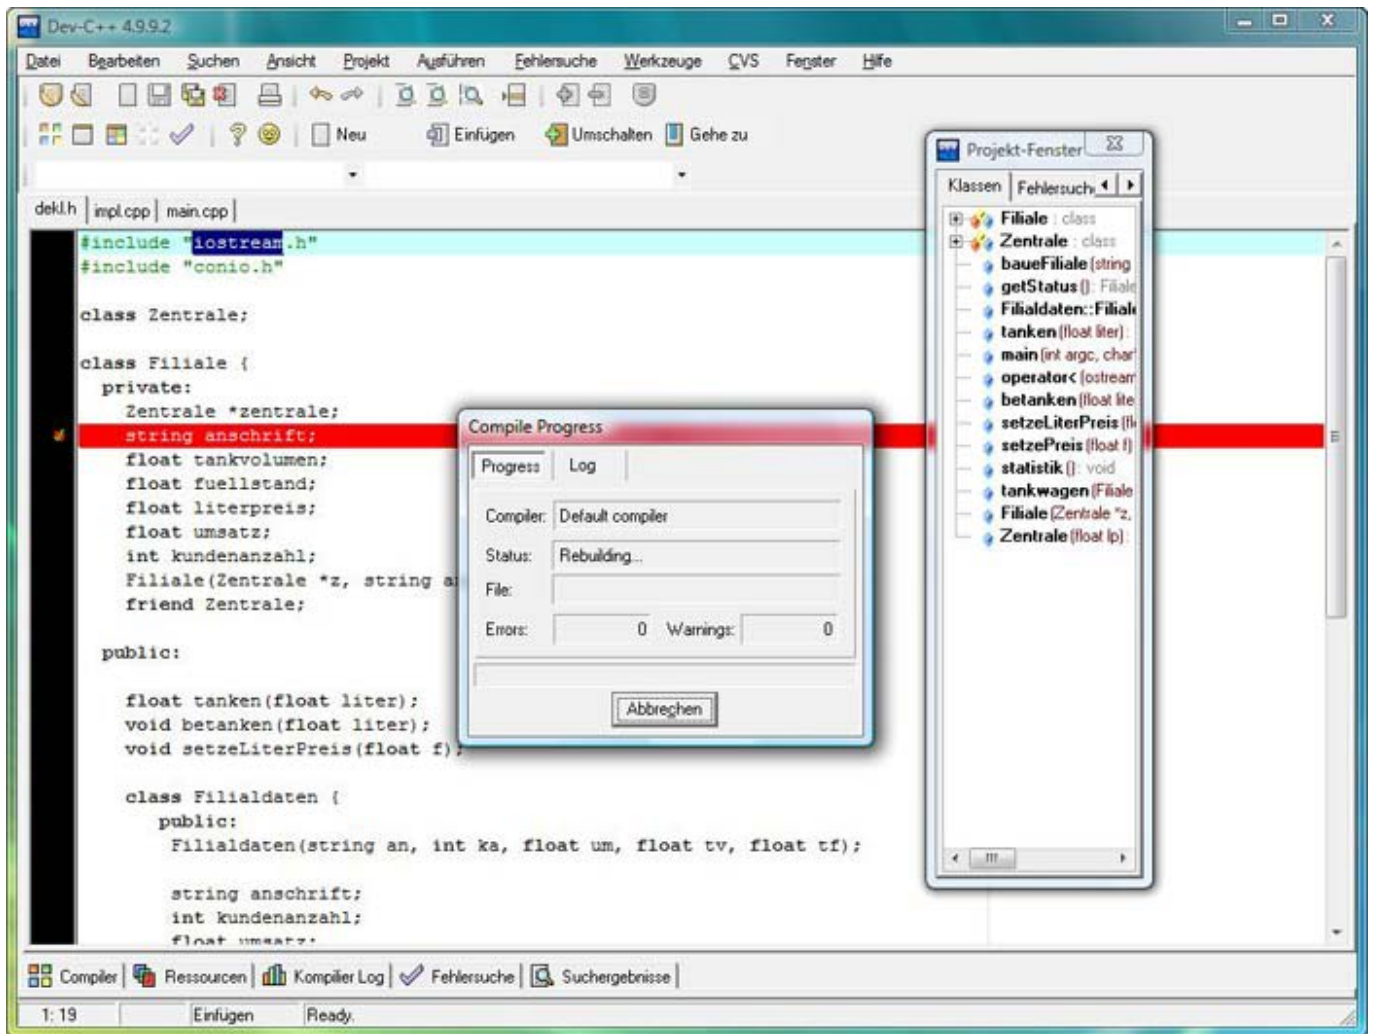 Dev-C++ 4.9.9.2
Datei Bearbeiten Suchen Ansicht Projekt Ausführen Fehlersuche Werkzeuge CVS Fenster Hilfe
Neu Einfügen Umschalten Gehe zu
dekl.h impl.cpp main.cpp
#include "iostream.h"
#include "conio.h"
class Zentrale;
class Filiale {
private:
Zentrale *zentrale;
string anschrift;
float tankvolumen;
float fuellstand;
float literpreis;
float umsatz;
int kundenanzahl;
Filiale(Zentrale *z, string a
friend Zentrale;
public:
float tanken(float liter);
void betanken(float liter);
void setzeLiterPreis(float f);
class Filialdaten {
public:
Filialdaten(string an, int ka, float um, float tv, float tf);
string anschrift;
int kundenanzahl;
float umsatz;
Compile Progress
Progress Log
Compiler: Default compiler
Status: Rebuilding...
File:
Errors: 0 Warnings: 0
Abbrechen
Projekt-Fenster
Klassen Fehlersuch
Filiale : class
Zentrale : class
baueFiliale (string
getStatus () : Filiale
Filialdaten::Filial
tanken (float liter) :
main (int argc, char
operator< (ostream
betanken (float lite
setzeLiterPreis (fl
setzePreis (float f)
statistik () : void
tankwagen (Filiale
Filiale (Zentrale *z,
Zentrale (float lp) :
Compiler Ressourcen Kompilier Log Fehlersuche Suchergebnisse
1: 19 Einfügen Ready.